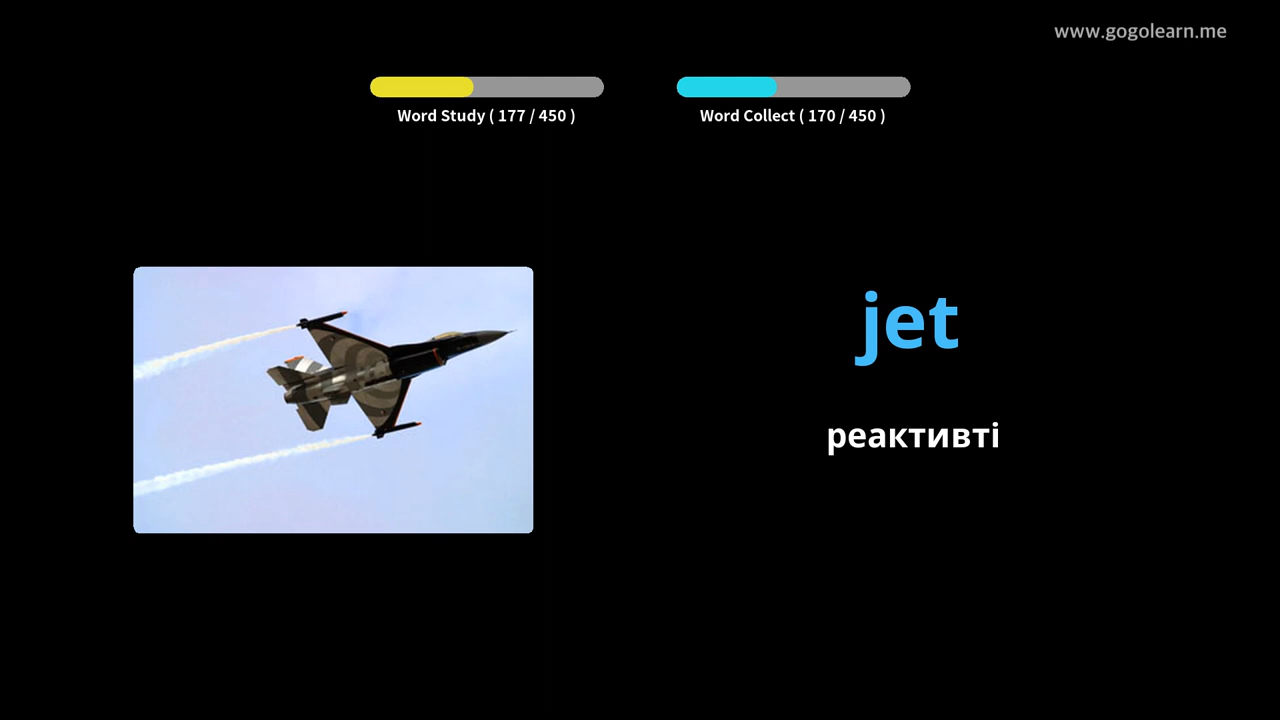 www.gogolearn.me
Word Study ( 177 / 450 )
Word Collect ( 170 / 450 )
jet
реактивті